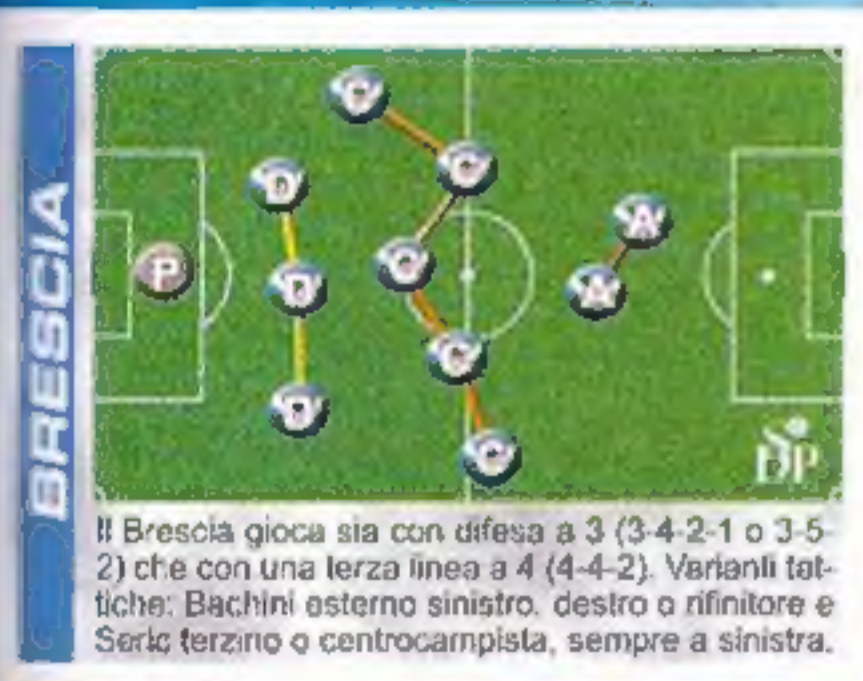 BRESCIA
P
D
D
D
C
C
C
C
C
A
A
DP
Il Brescia gioca sia con difesa a 3 (3-4-2-1 o 3-5-
2) che con una terza linea a 4 (4-4-2). Varianti tat-
tiche: Bachini esterno sinistro, destro o rifinitore e
Seric terzino o centrocampista, sempre a sinistra.